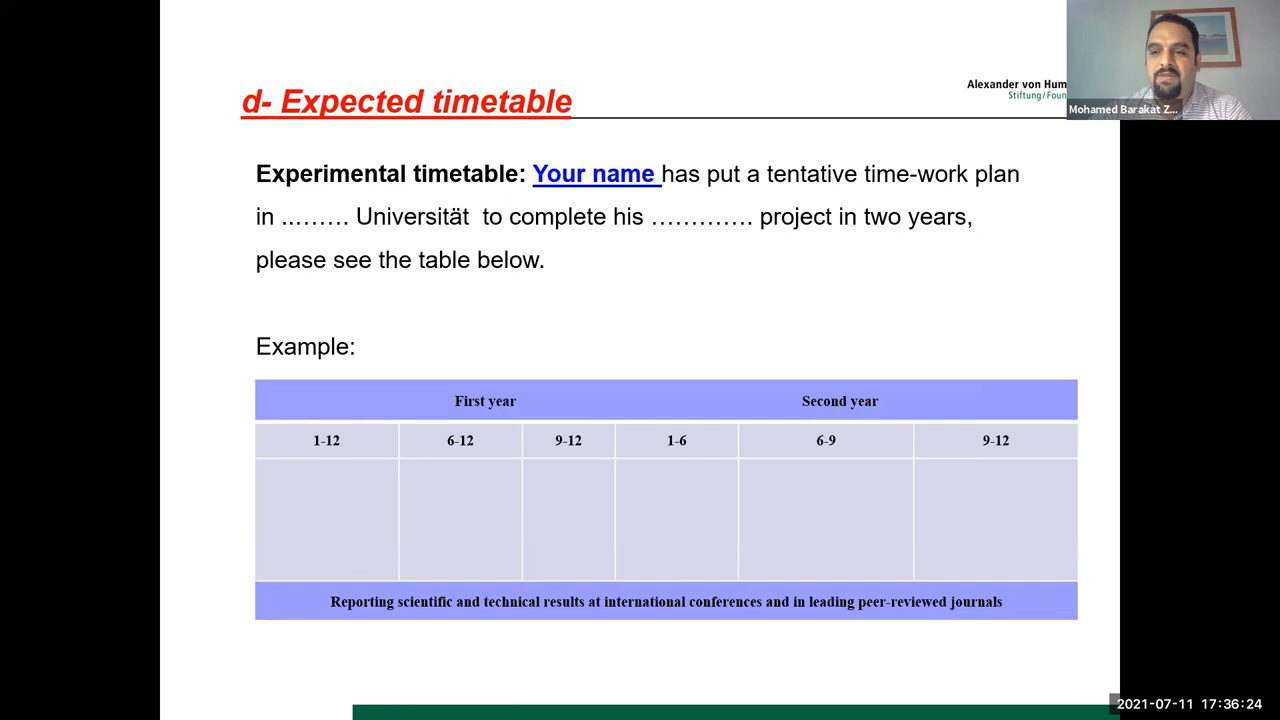 d- Expected timetable
Alexander von Hum
Stiftung/Foun
Mohamed Barakat Z...
Experimental timetable: Your name has put a tentative time-work plan
in ..……. Universität to complete his …………. project in two years,
please see the table below.
Example:
First year Second year
1-12 6-12 9-12 1-6 6-9 9-12
Reporting scientific and technical results at international conferences and in leading peer-reviewed journals
2021-07-11 17:36:24